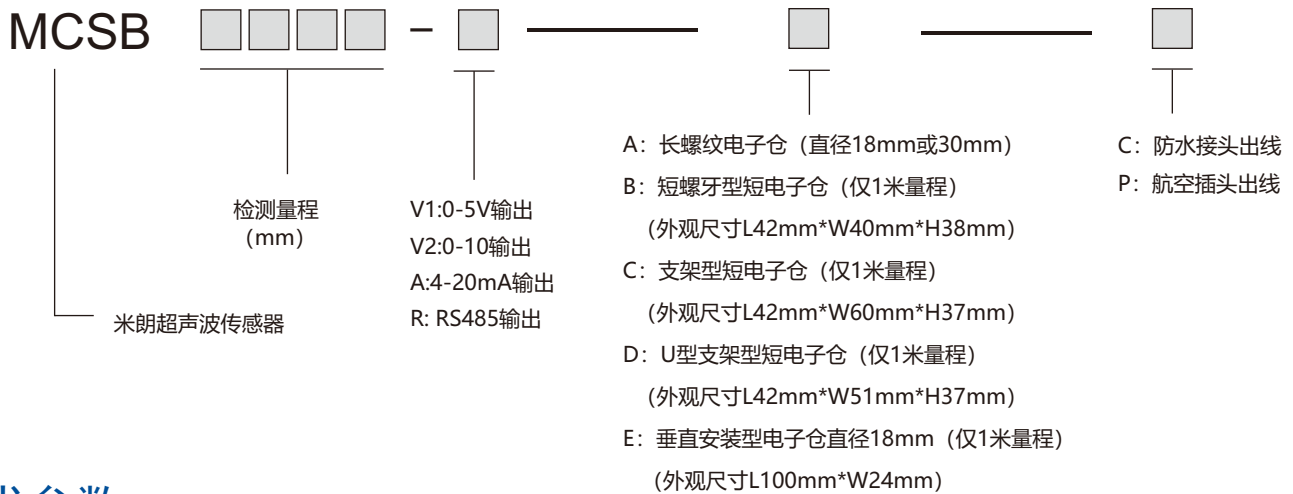 MCSB
–
检测量程
(mm)
米朗超声波传感器
V1:0-5V输出
V2:0-10输出
A:4-20mA输出
R: RS485输出
A：长螺纹电子仓（直径18mm或30mm）
B：短螺牙型短电子仓（仅1米量程）
（外观尺寸L42mm*W40mm*H38mm）
C：支架型短电子仓（仅1米量程）
（外观尺寸L42mm*W60mm*H37mm）
D：U型支架型短电子仓（仅1米量程）
（外观尺寸L42mm*W51mm*H37mm）
E：垂直安装型电子仓直径18mm（仅1米量程）
（外观尺寸L100mm*W24mm）
C：防水接头出线
P：航空插头出线